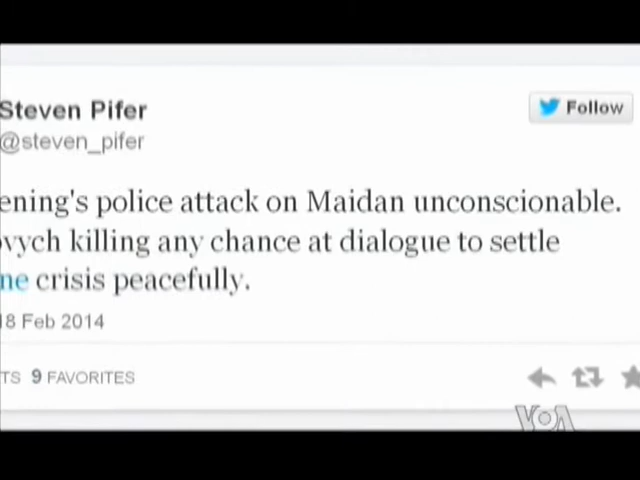 Steven Pifer
Follow
@steven_pifer
ening's police attack on Maidan unconscionable.
vych killing any chance at dialogue to settle
ne crisis peacefully.
18 Feb 2014
TS 9 FAVORITES
VOA